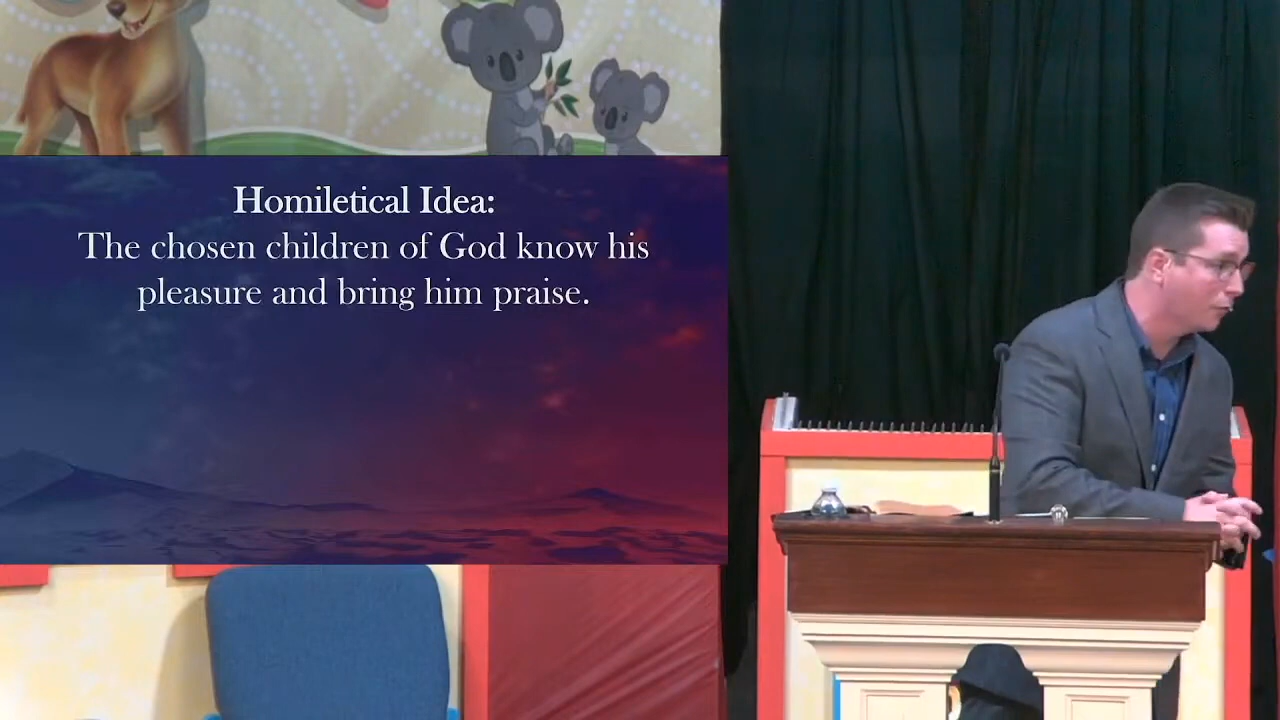 Homiletical Idea:
The chosen children of God know his
pleasure and bring him praise.